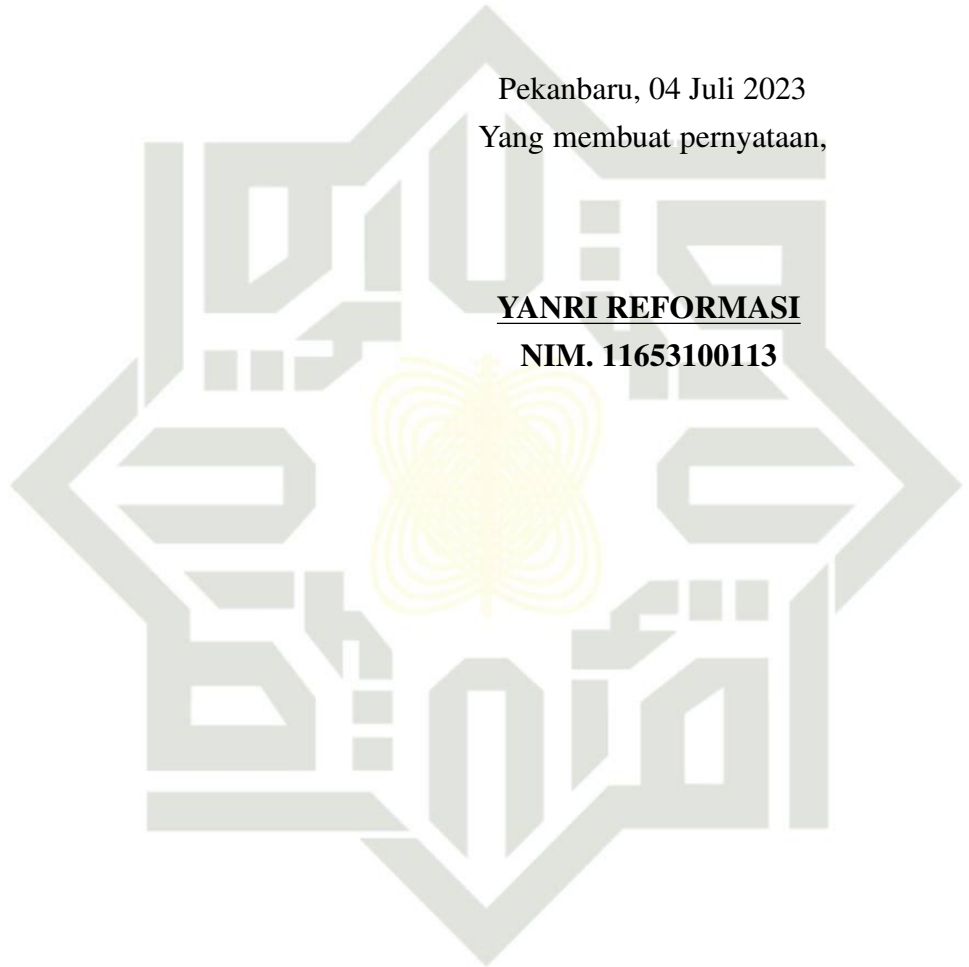 Pekanbaru, 04 Juli 2023
Yang membuat pernyataan,
YANRI REFORMASI
NIM. 11653100113